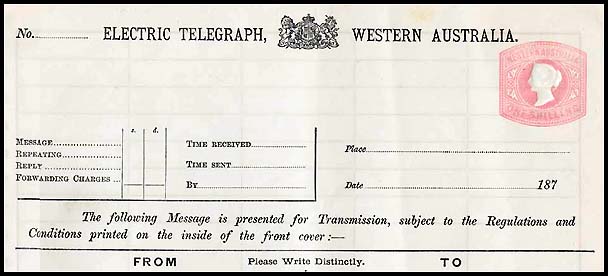 No. ELECTRIC TELEGRAPH, WESTERN AUSTRALIA.
WESTERN AUSTRALIA
ONE SHILLING
s. d.
MESSAGE
REPEATING
REPLY
FORWARDING CHARGES
TIME RECEIVED
TIME SENT
BY
Place
Date 187
The following Message is presented for Transmission, subject to the Regulations and
Conditions printed on the inside of the front cover:—
FROM Please Write Distinctly. TO